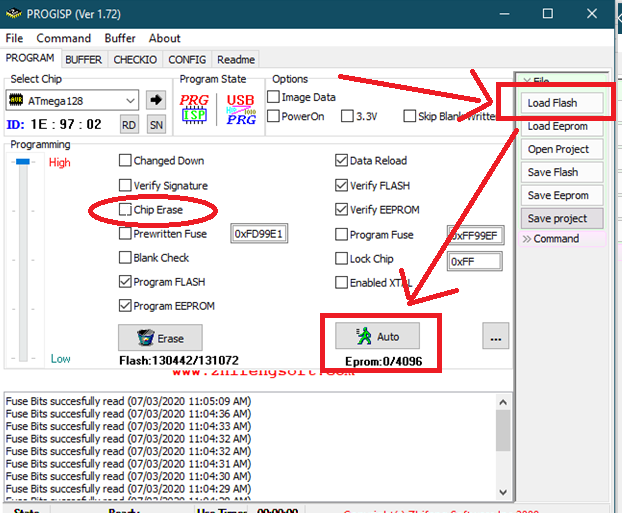 PROGISP (Ver 1.72)
File Command Buffer About
PROGRAM BUFFER CHECKIO CONFIG Readme
Select Chip
ATmega128
ID: 1E : 97 : 02 RD SN
Program State
PRG ISP
USB
PRG
Options
Image Data
PowerOn 3.3V Skip Blank Written
File
Load Flash
Load Eeprom
Open Project
Save Flash
Save Eeprom
Save project
Command
Programming
High
Low
Changed Down
Verify Signature
Chip Erase
Prewritten Fuse 0xFD99E1
Blank Check
Program FLASH
Program EEPROM
Data Reload
Verify FLASH
Verify EEPROM
Program Fuse 0xFF99EF
Lock Chip 0xFF
Enabled XTAL
Erase
Auto
...
Flash:130442/131072
Eprom:0/4096
www.zhifengsoft.com
Fuse Bits succesfully read (07/03/2020 11:05:09 AM)
Fuse Bits succesfully read (07/03/2020 11:04:36 AM)
Fuse Bits succesfully read (07/03/2020 11:04:33 AM)
Fuse Bits succesfully read (07/03/2020 11:04:32 AM)
Fuse Bits succesfully read (07/03/2020 11:04:32 AM)
Fuse Bits succesfully read (07/03/2020 11:04:31 AM)
Fuse Bits succesfully read (07/03/2020 11:04:30 AM)
Fuse Bits succesfully read (07/03/2020 11:04:29 AM)
State Ready Use Timer 00:00:00